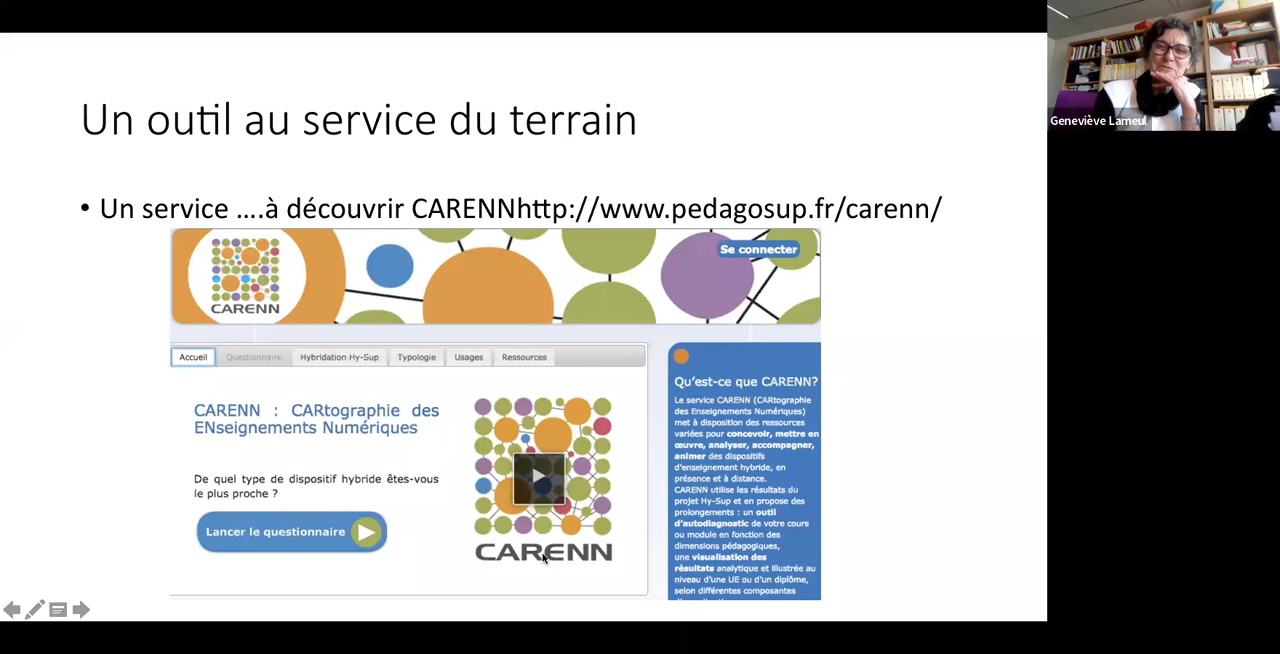 Un outil au service du terrain
• Un service ….à découvrir CARENNhttp://www.pedagosup.fr/carenn/
Se connecter
CARENN
Accueil Questionnaire Hybridation Hy-Sup Typologie Usages Ressources
CARENN : CARtographie des
ENseignements Numériques
De quel type de dispositif hybride êtes-vous
le plus proche ?
Lancer le questionnaire
CARENN
Qu'est-ce que CARENN?
Le service CARENN (CARtographie
des Enseignements Numériques)
met à disposition des ressources
variées pour concevoir, mettre en
œuvre, analyser, accompagner,
animer des dispositifs
d'enseignement hybride, en
présence et à distance.
CARENN utilise les résultats du
projet Hy-Sup et en propose des
prolongements : un outil
d'autodiagnostic de votre cours
ou module en fonction des
dimensions pédagogiques,
une visualisation des
résultats analytique et illustrée au
niveau d'une UE ou d'un diplôme,
selon différentes composantes
Geneviève Lameul